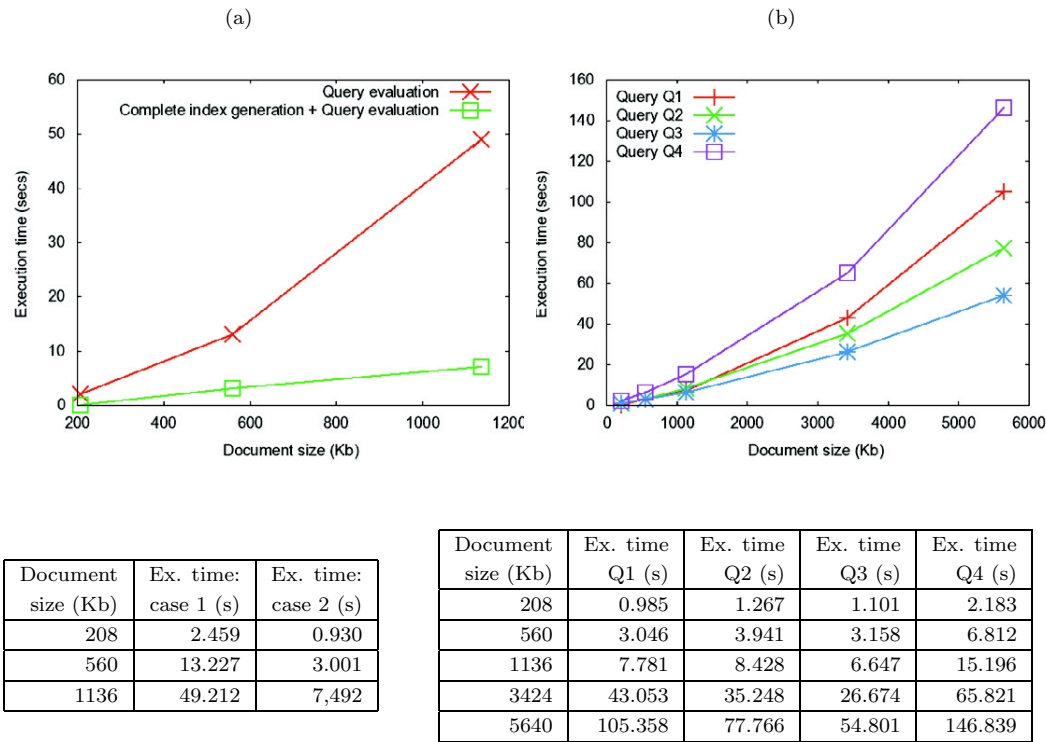 (a)
(b)
60
50
40
30
20
10
0
200
400
600
800
1000
1200
Execution time (secs)
Document size (Kb)
Query evaluation
Complete index generation + Query evaluation
160
140
120
100
80
60
40
20
0
0
1000
2000
3000
4000
5000
6000
Execution time (secs)
Document size (Kb)
Query Q1
Query Q2
Query Q3
Query Q4
Document Ex. time: Ex. time:
size (Kb) case 1 (s) case 2 (s)
208 2.459 0.930
560 13.227 3.001
1136 49.212 7,492
Document Ex. time Ex. time Ex. time Ex. time
size (Kb) Q1 (s) Q2 (s) Q3 (s) Q4 (s)
208 0.985 1.267 1.101 2.183
560 3.046 3.941 3.158 6.812
1136 7.781 8.428 6.647 15.196
3424 43.053 35.248 26.674 65.821
5640 105.358 77.766 54.801 146.839